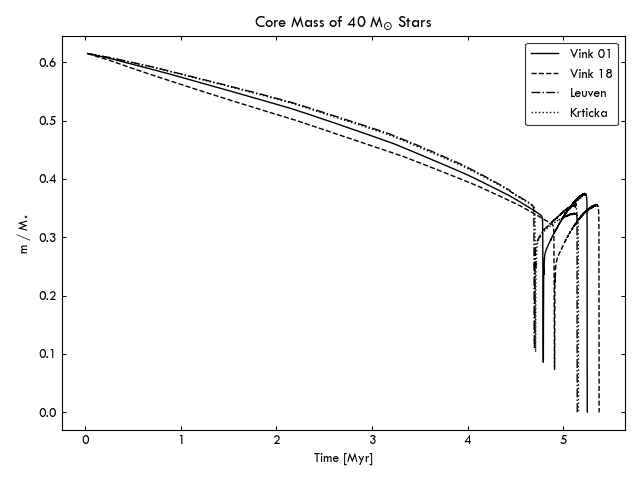 Core Mass of 40 M☉ Stars
Vink 01
Vink 18
Leuven
Krticka
m / M⋆
0.6
0.5
0.4
0.3
0.2
0.1
0.0
0 1 2 3 4 5
Time [Myr]